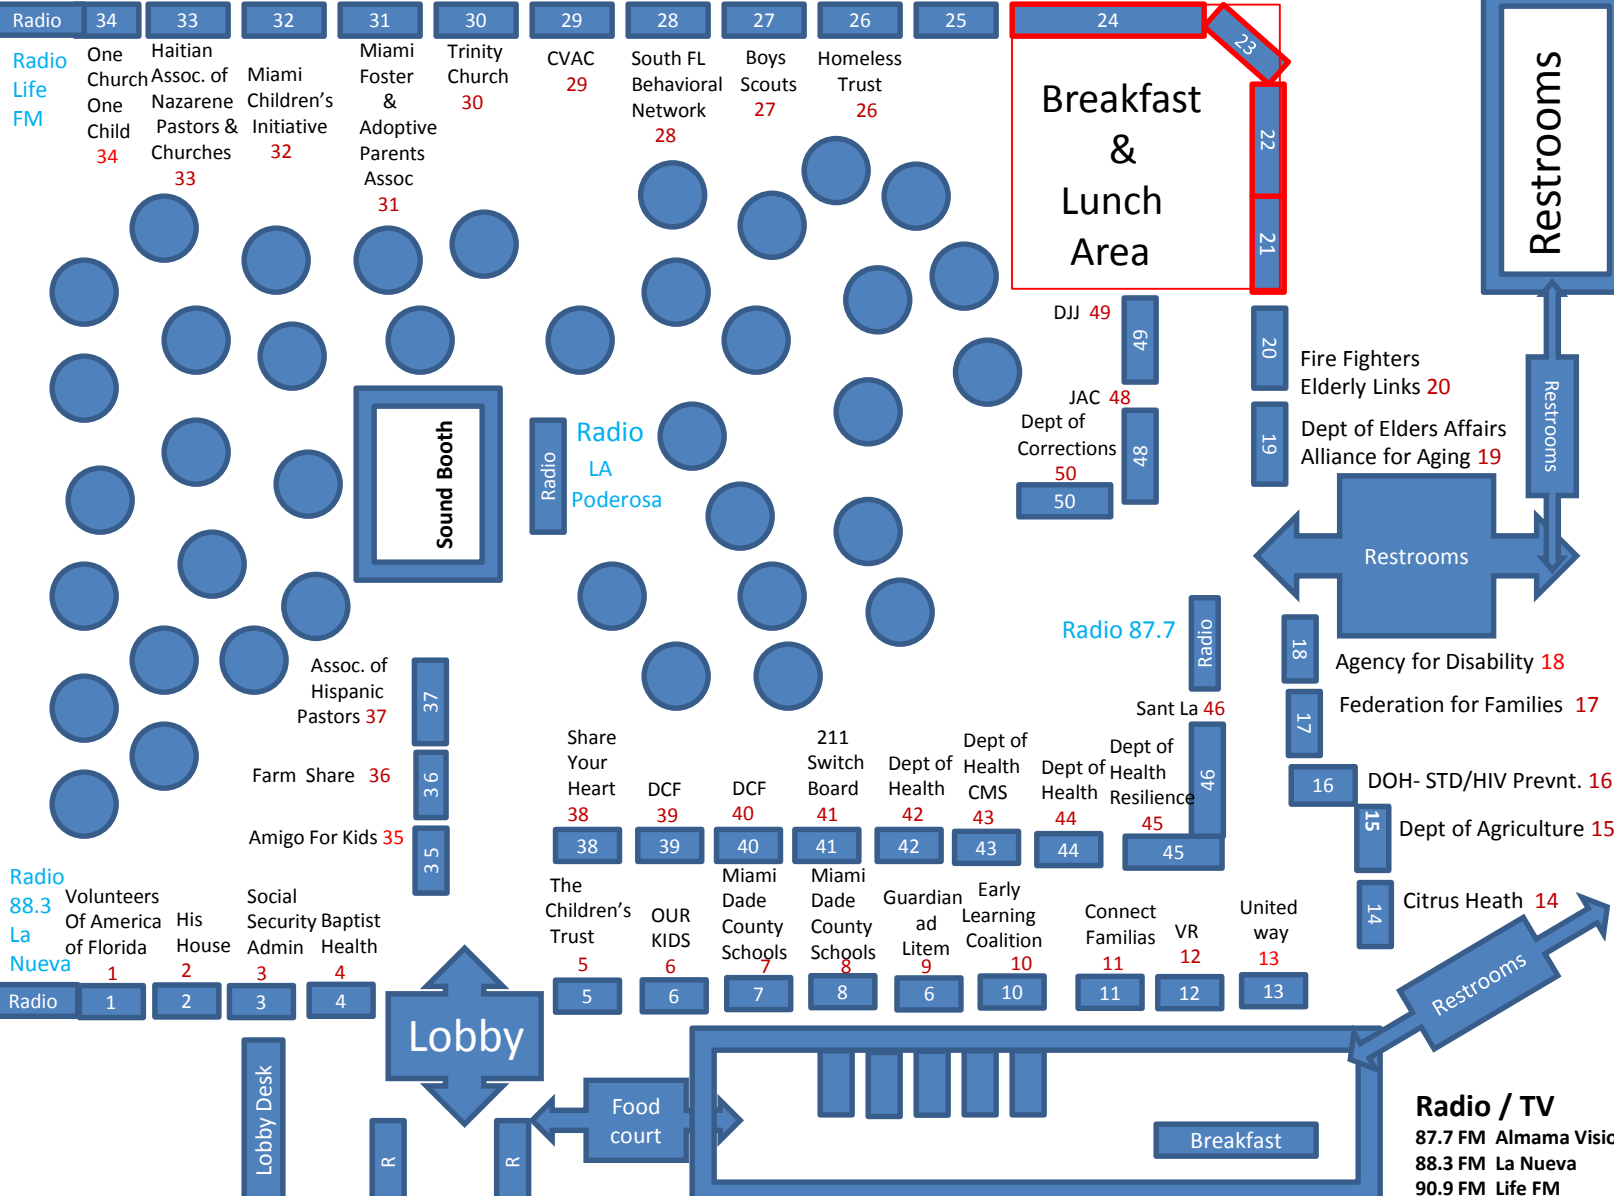 Radio 34 33 32 31 30 29 28 27 26 25 24 23
Radio
Life
FM
One
Church
One
Child
34
Haitian
Assoc. of
Nazarene
Pastors &
Churches
33
Miami
Children's
Initiative
32
Miami
Foster
&
Adoptive
Parents
Assoc
31
Trinity
Church
30
CVAC
29
South FL
Behavioral
Network
28
Boys
Scouts
27
Homeless
Trust
26
Breakfast
&
Lunch
Area
22
21
Restrooms
DJJ 49
49
20
Fire Fighters
Elderly Links 20
Restrooms
JAC 48
48
Dept of
Corrections
50
50
19
Dept of Elders Affairs
Alliance for Aging 19
Sound Booth
Radio
Radio
LA
Poderosa
Restrooms
Radio 87.7
Radio
18
Agency for Disability 18
17
Federation for Families 17
16
DOH- STD/HIV Prevnt. 16
15
Dept of Agriculture 15
14
Citrus Heath 14
Assoc. of
Hispanic
Pastors 37
37
Farm Share 36
3 6
Amigo For Kids 35
3 5
Share
Your
Heart
38
DCF
39
DCF
40
211
Switch
Board
41
Dept of
Health
42
Dept of
Health
CMS
43
Dept of
Health
44
Dept of
Health
Resilience
45
Sant La 46
46
38 39 40 41 42 43 44 45
Radio
88.3
La
Nueva
Volunteers
Of America
of Florida
1
His
House
2
Social
Security
Admin
3
Baptist
Health
4
The
Children's
Trust
5
OUR
KIDS
6
Miami
Dade
County
Schools
7
Miami
Dade
County
Schools
8
Guardian
ad
Litem
9
Early
Learning
Coalition
10
Connect
Familias
11
VR
12
United
way
13
Radio 1 2 3 4 5 6 7 8 6 10 11 12 13
Lobby
Restrooms
Lobby Desk
R
R
Food
court
Breakfast
Radio / TV
87.7 FM Almama Visio
88.3 FM La Nueva
90.9 FM Life FM